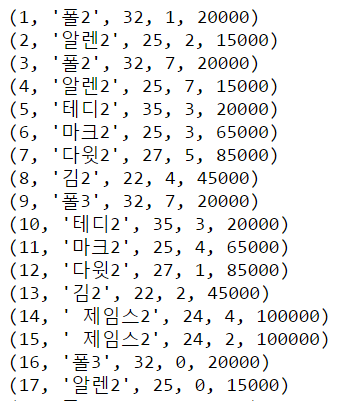 (1, '폴2', 32, 1, 20000)
(2, '알렌2', 25, 2, 15000)
(3, '폴2', 32, 7, 20000)
(4, '알렌2', 25, 7, 15000)
(5, '테디2', 35, 3, 20000)
(6, '마크2', 25, 3, 65000)
(7, '다윗2', 27, 5, 85000)
(8, '김2', 22, 4, 45000)
(9, '폴3', 32, 7, 20000)
(10, '테디2', 35, 3, 20000)
(11, '마크2', 25, 4, 65000)
(12, '다윗2', 27, 1, 85000)
(13, '김2', 22, 2, 45000)
(14, ' 제임스2', 24, 4, 100000)
(15, ' 제임스2', 24, 2, 100000)
(16, '폴3', 32, 0, 20000)
(17, '알렌2', 25, 0, 15000)